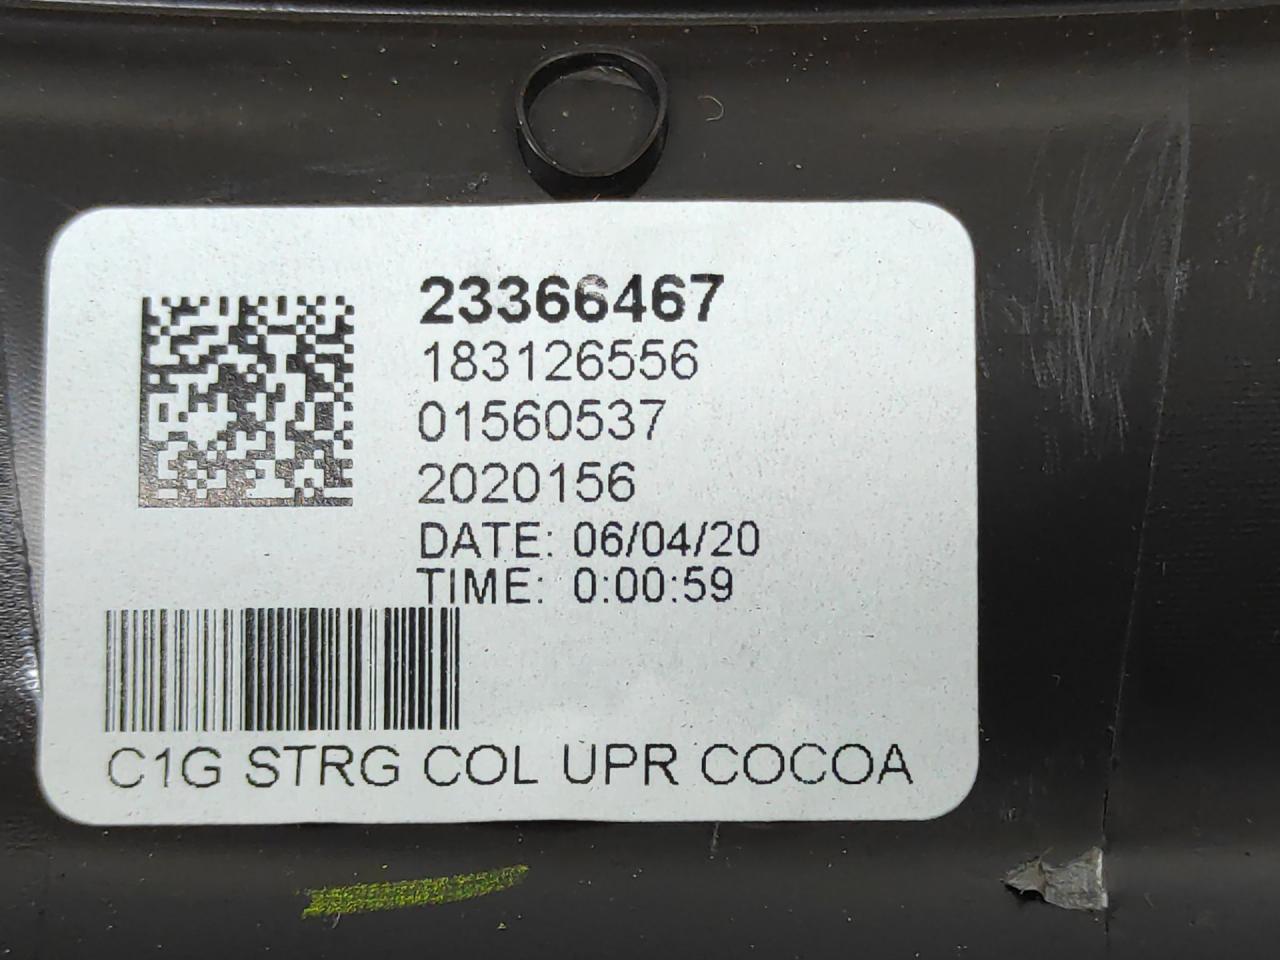 23366467
183126556
01560537
2020156
DATE: 06/04/20
TIME: 0:00:59
C1G STRG COL UPR COCOA